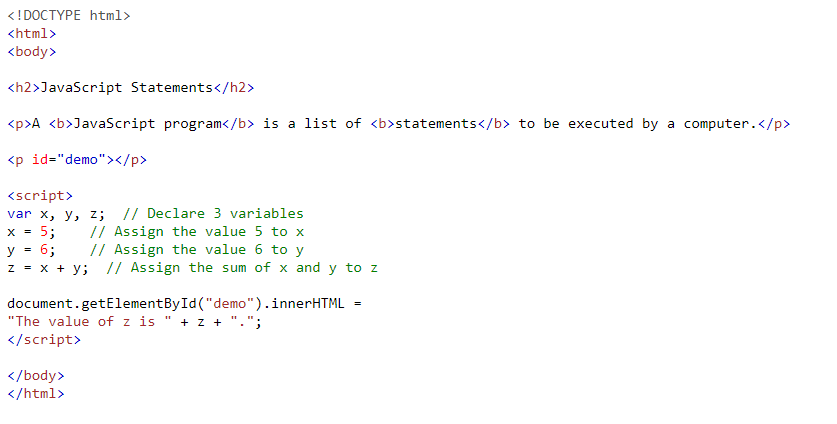 <!DOCTYPE html>
<html>
<body>
<h2>JavaScript Statements</h2>
<p>A <b>JavaScript program</b> is a list of <b>statements</b> to be executed by a computer.</p>
<p id="demo"></p>
<script>
var x, y, z;  // Declare 3 variables
x = 5;    // Assign the value 5 to x
y = 6;    // Assign the value 6 to y
z = x + y;  // Assign the sum of x and y to z
document.getElementById("demo").innerHTML =
"The value of z is " + z + ".";
</script>
</body>
</html>